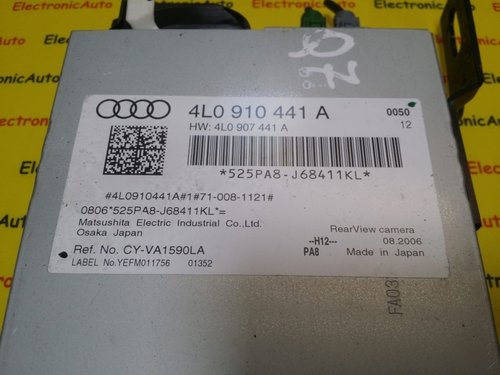 ElectronicAuto
4L0 910 441 A
0050
HW: 4L0 907 441 A
12
*525PA8-J68411KL*
#4L0910441A#1#71-008-1121#
0806*525PA8-J68411KL*=
Matsushita Electric Industrial Co.,Ltd.
Osaka Japan
RearView camera
--H12---
08.2006
Ref. No. CY-VA1590LA
PA8
Made in Japan
LABEL No.YEFM011756
01352